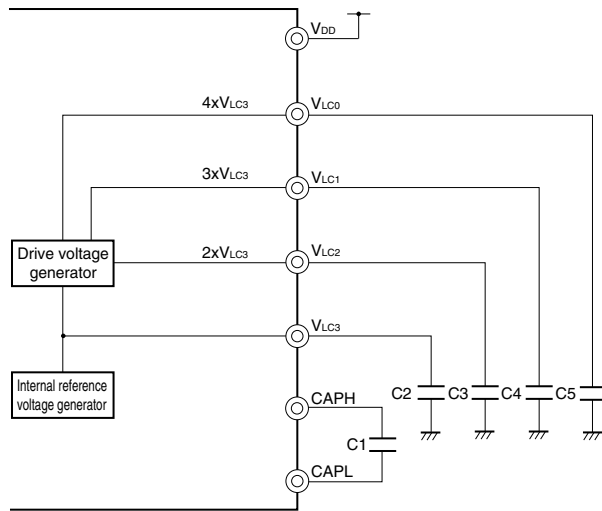 VDD
4xVLC3
VLC0
3xVLC3
VLC1
Drive voltage
generator
2xVLC3
VLC2
VLC3
Internal reference
voltage generator
C2
C3
C4
C5
CAPH
C1
CAPL